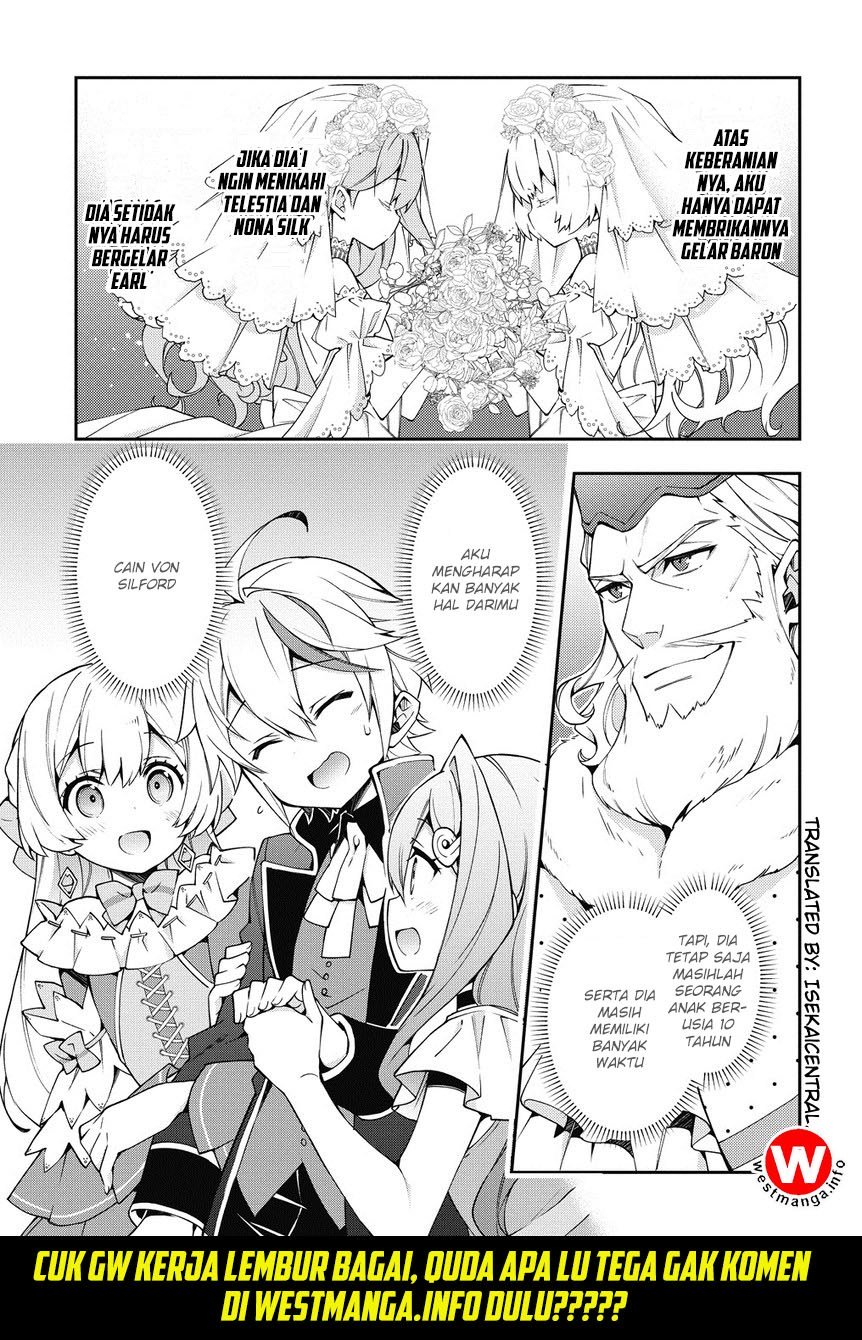 ATAS
KEBERANIAN
NYA, AKU
HANYA DAPAT
MEMBRIKANNYA
GELAR BARON
JIKA DIA I
NGIN MENIKAHI
TELESTIA DAN
NONA SILK
DIA SETIDAK
NYA HARUS
BERGELAR
EARL
TAPI, DIA
TETAP SAJA
MASIHLAH
SEORANG
ANAK BER-
USIA 10
TAHUN
SERTA DIA
MASIH
MEMILIKI
BANYAK
WAKTU
AKU
MENGHARAP
KAN BANYAK
HAL DARIMU
CAIN VON
SILFORD
TRANSLATED BY: ISEKAICENTRAL
W
westmanga.info
CUK GW KERJA LEMBUR BAGAI, QUDA APA LU TEGA GAK KOMEN
DI WESTMANGA.INFO DULU?????